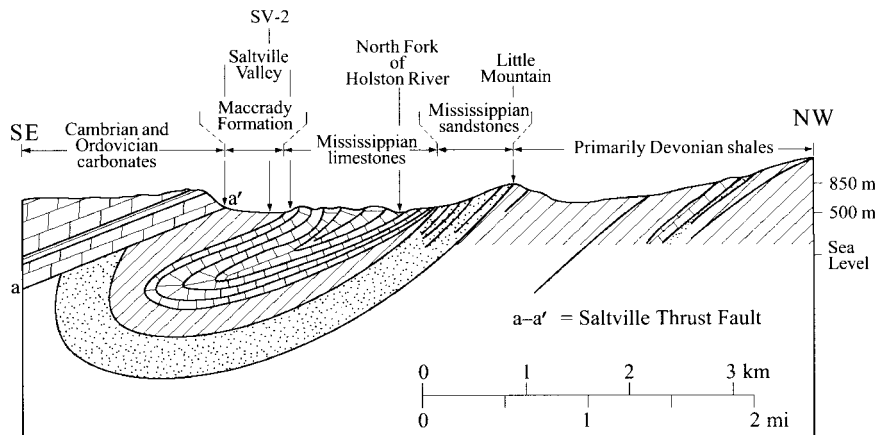 SV-2
Saltville
Valley
Maccrady
Formation
North Fork
of
Holston River
Little
Mountain
Mississippian
sandstones
SE
Cambrian and
Ordovician
carbonates
Mississippian
limestones
Primarily Devonian shales
NW
a'
a
850 m
500 m
Sea
Level
a–a' = Saltville Thrust Fault
0 1 2 3 km
0 1 2 mi